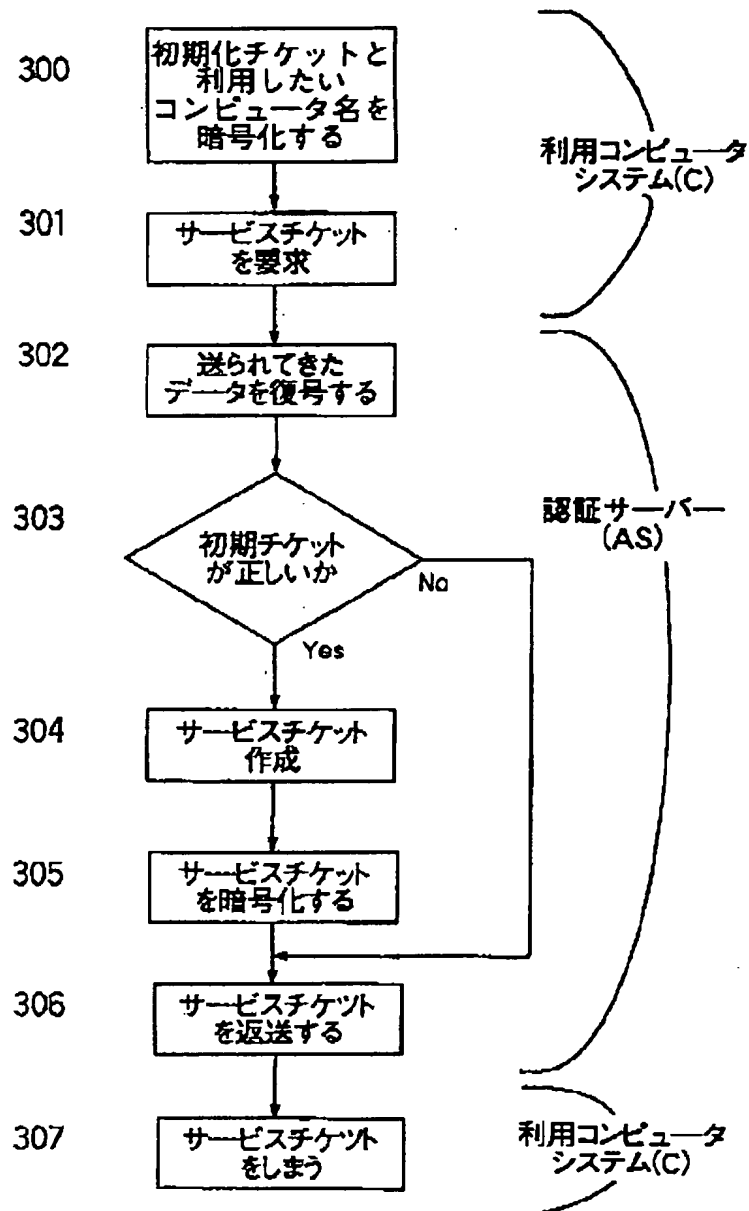 300
初期化チケットと
利用したい
コンピュータ名を
暗号化する
利用コンピュータ
システム(C)
301
サービスチケット
を要求
302
送られてきた
データを復号する
303
初期チケット
が正しいか
No
Yes
認証サーバー
(AS)
304
サービスチケット
作成
305
サービスチケット
を暗号化する
306
サービスチケツト
を返送する
307
サービスチケツト
をしまう
利用コンピュータ
システム(C)